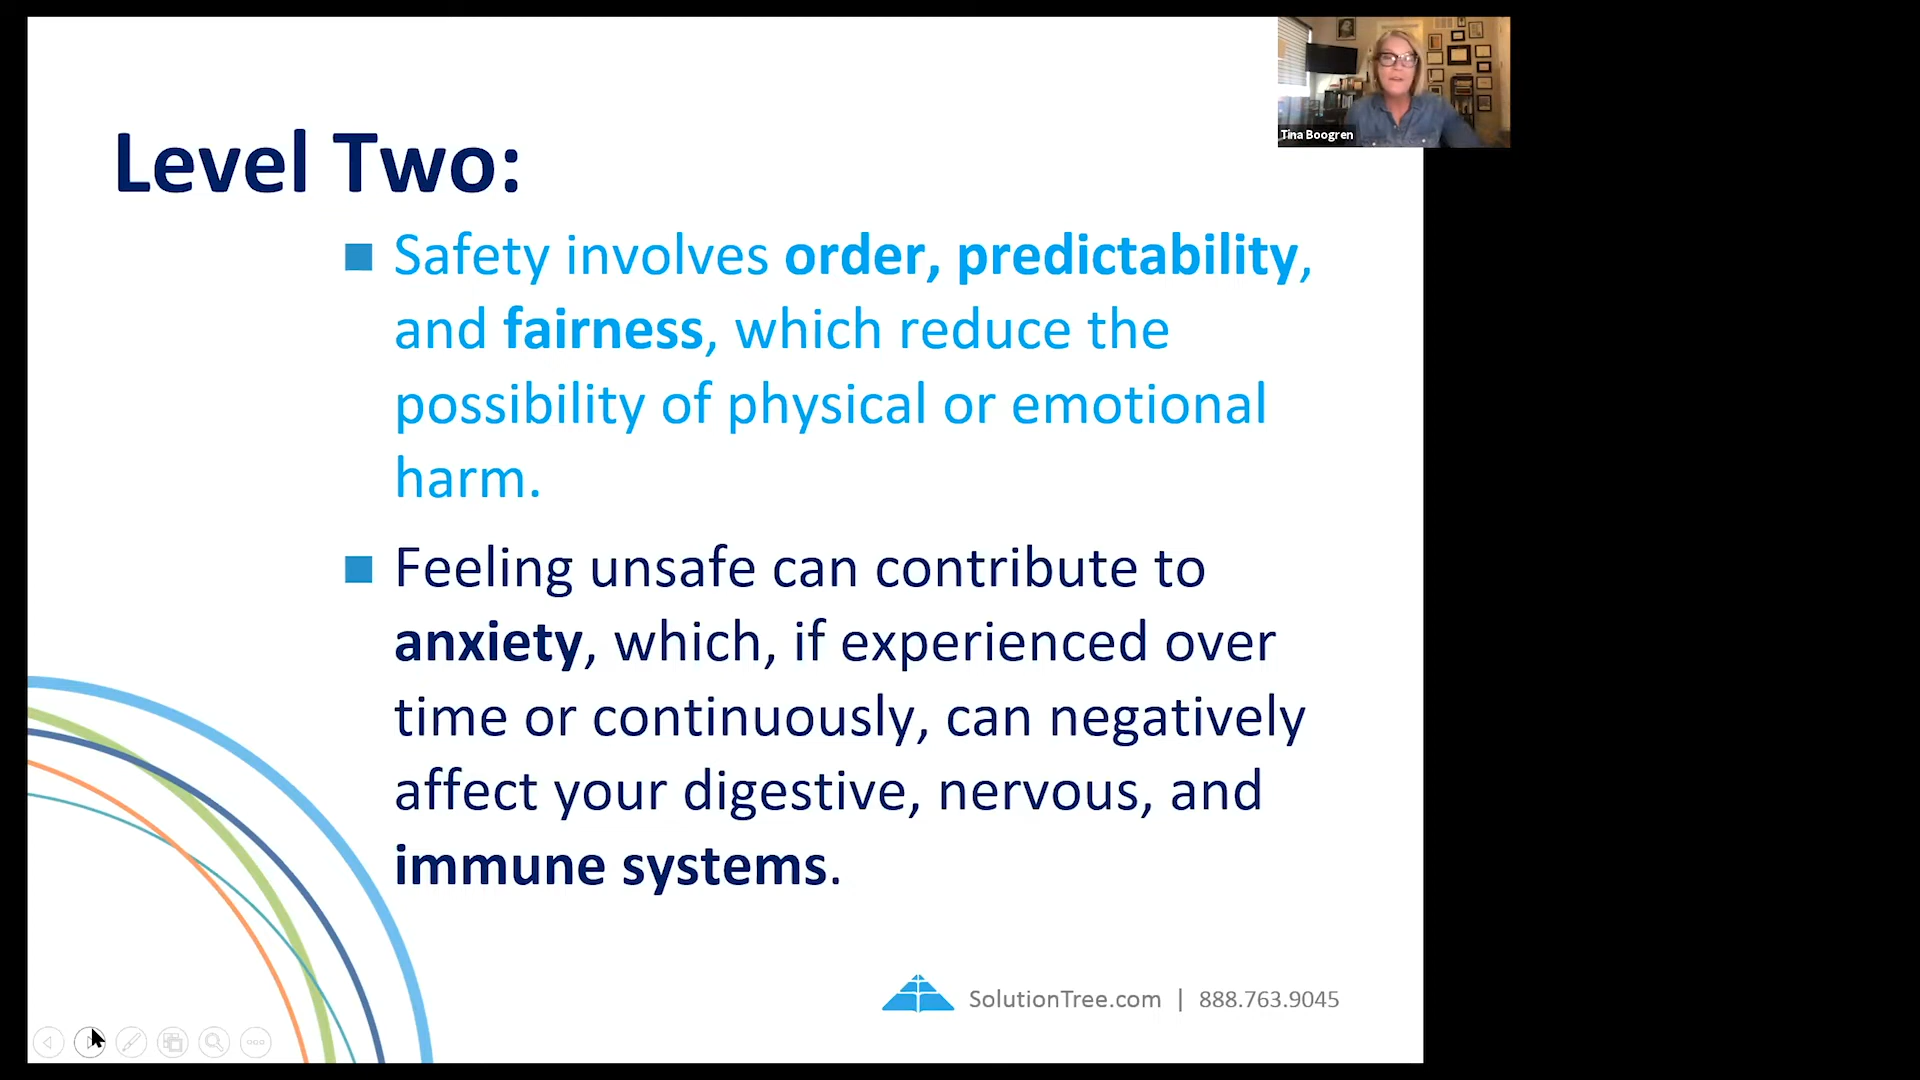 Tina Boogren
Level Two:
Safety involves order, predictability,
and fairness, which reduce the
possibility of physical or emotional
harm.
Feeling unsafe can contribute to
anxiety, which, if experienced over
time or continuously, can negatively
affect your digestive, nervous, and
immune systems.
SolutionTree.com | 888.763.9045